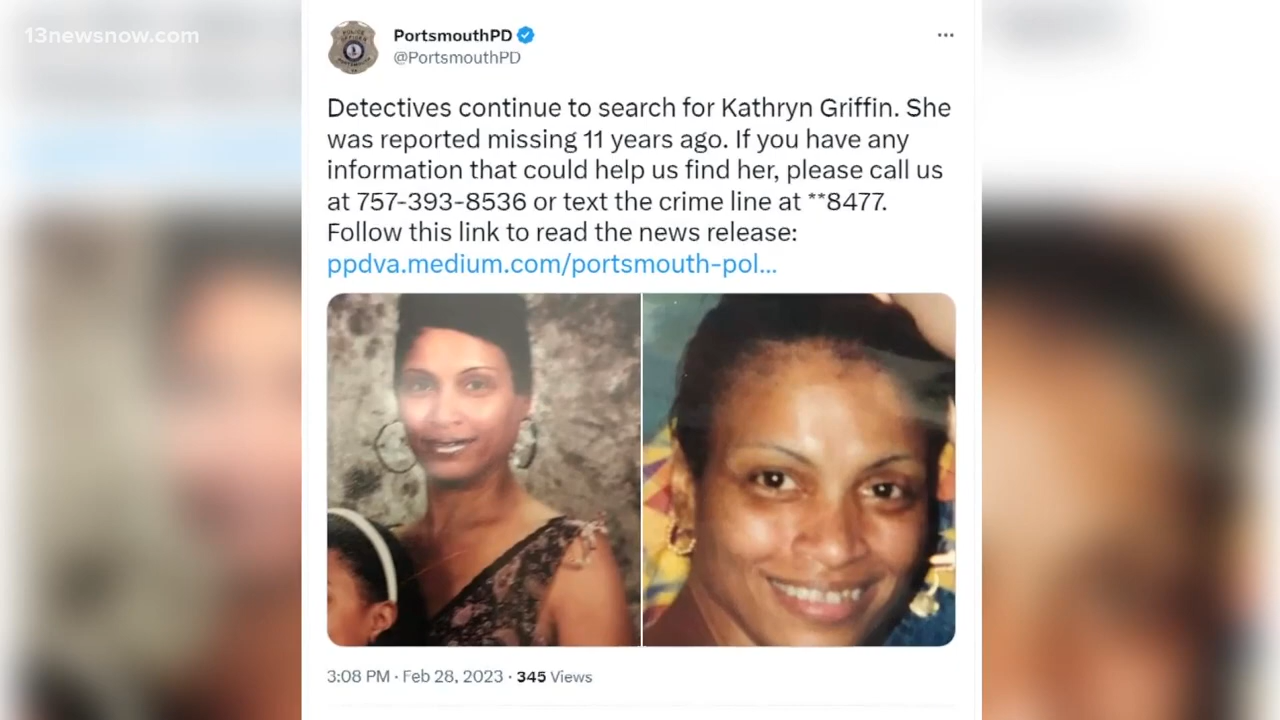 13newsnow.com
PortsmouthPD
@PortsmouthPD
Detectives continue to search for Kathryn Griffin. She
was reported missing 11 years ago. If you have any
information that could help us find her, please call us
at 757-393-8536 or text the crime line at **8477.
Follow this link to read the news release:
ppdva.medium.com/portsmouth-pol...
3:08 PM · Feb 28, 2023 · 345 Views